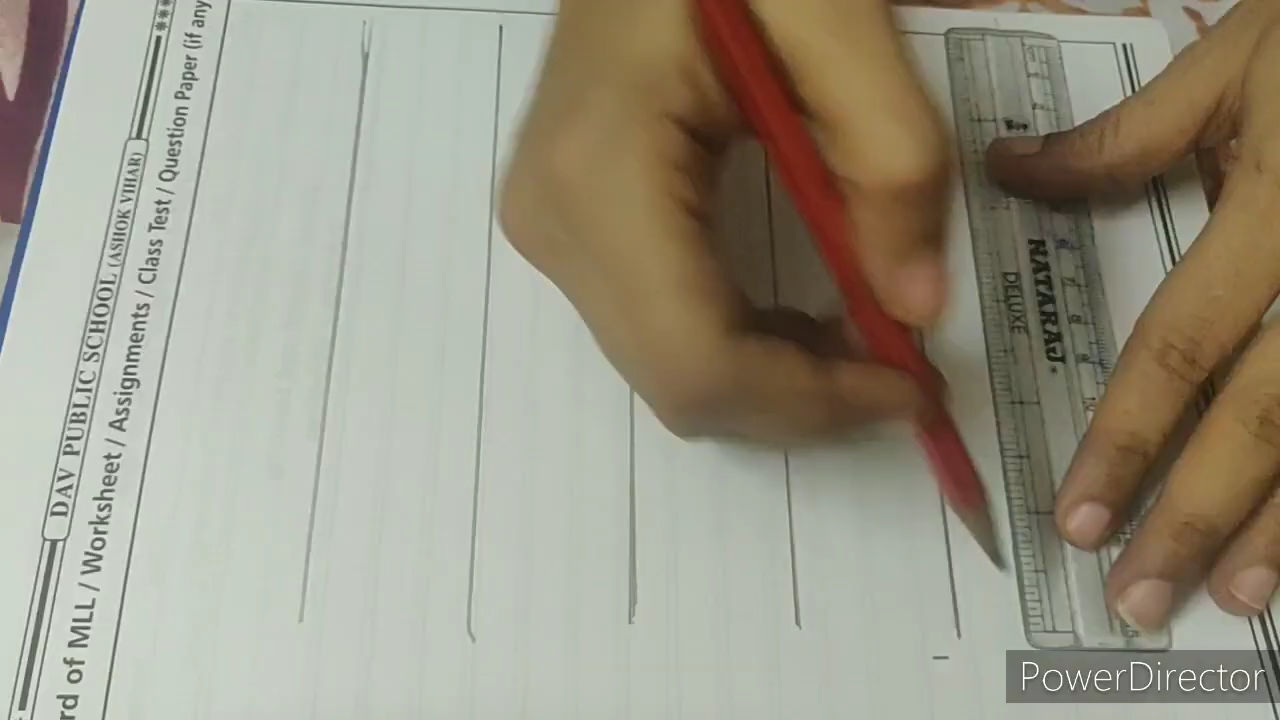 DAV PUBLIC SCHOOL (ASHOK VIHAR)
rd of MLL / Worksheet / Assignments / Class Test / Question Paper (if any
NATARAJ
DELUXE
PowerDirector